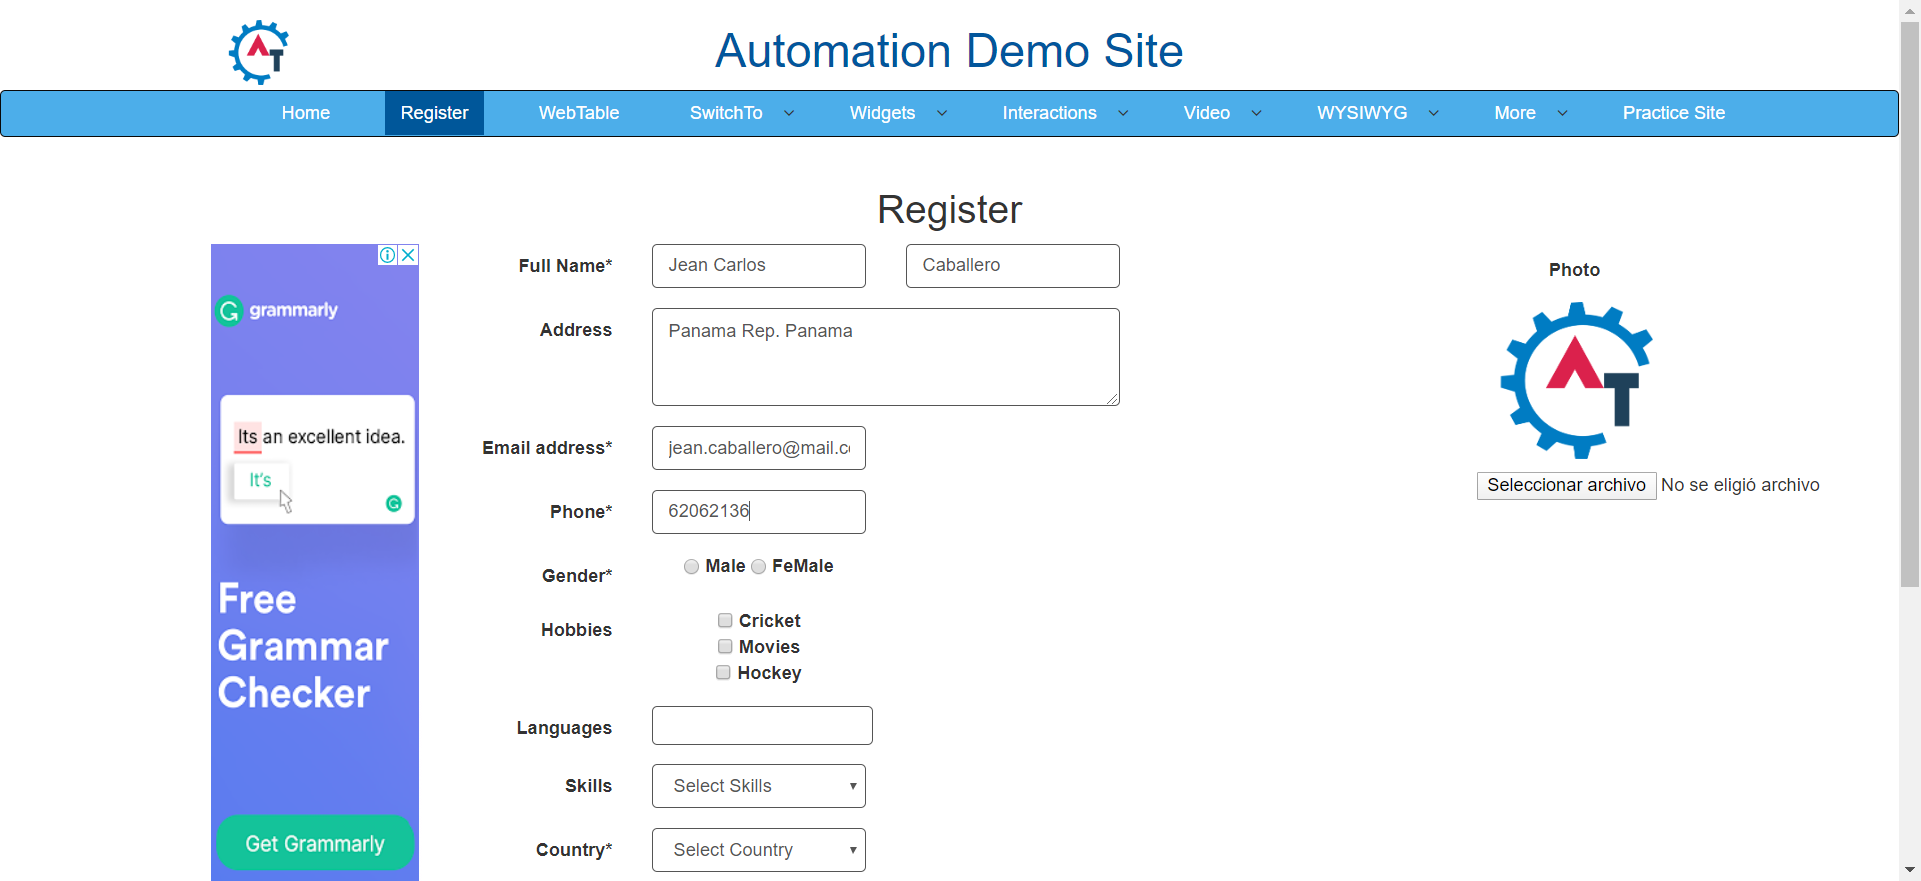 AT
Automation Demo Site
Home Register WebTable SwitchTo Widgets Interactions Video WYSIWYG More Practice Site
Register
grammarly
Its an excellent idea.
It's
Free
Grammar
Checker
Get Grammarly
Full Name* Jean Carlos Caballero
Address Panama Rep. Panama
Email address* jean.caballero@mail.c
Phone* 62062136
Gender* Male FeMale
Hobbies Cricket
Movies
Hockey
Languages
Skills Select Skills
Country* Select Country
Photo
AT
Seleccionar archivo No se eligió archivo